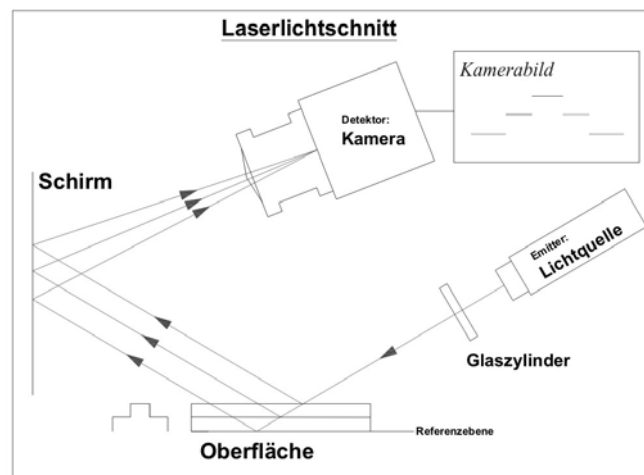 Laserlichtschnitt
Kamerabild
Detektor:
Kamera
Schirm
Emitter:
Lichtquelle
Glaszylinder
Referenzebene
Oberfläche